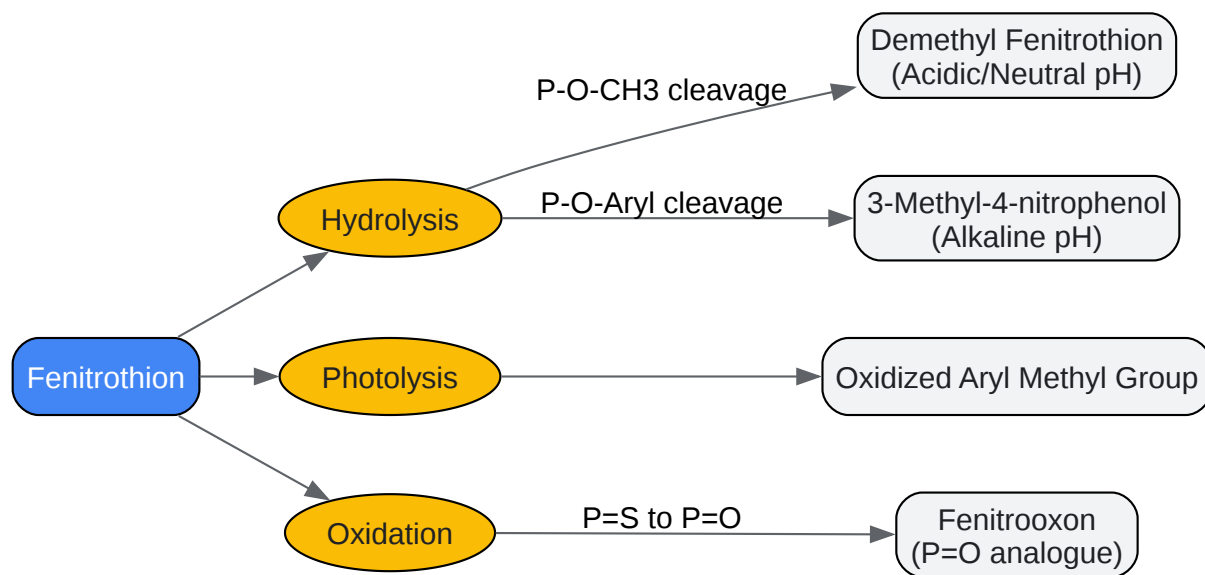 Demethyl Fenitrothion
(Acidic/Neutral pH)
P-O-CH3 cleavage
Hydrolysis
P-O-Aryl cleavage
3-Methyl-4-nitrophenol
(Alkaline pH)
Fenitrothion
Photolysis
Oxidized Aryl Methyl Group
Oxidation
P=S to P=O
Fenitrooxon
(P=O analogue)